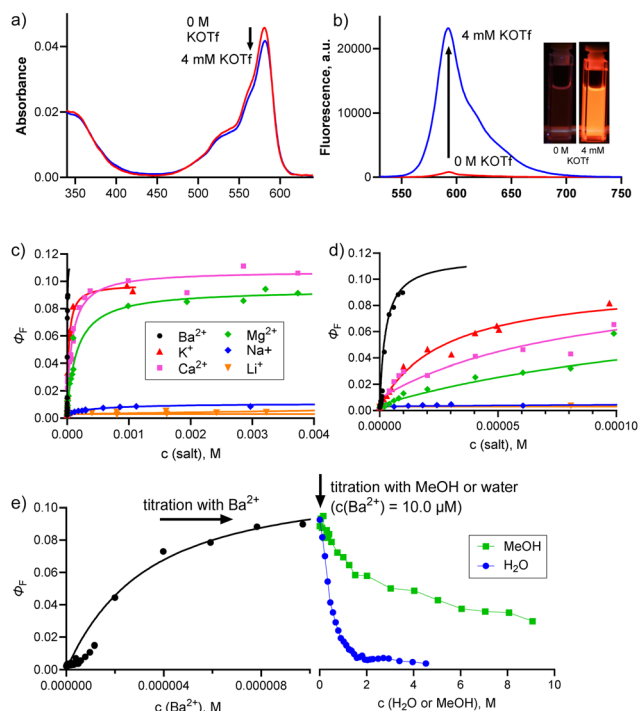 a)
0 M
KOTf
4 mM KOTf
Absorbance
0.04
0.02
0.00
350 400 450 500 550 600
b)
4 mM KOTf
0 M KOTf
Fluorescence, a.u.
20000
10000
0
550 600 650 700 750
0 M 4 mM
KOTf
c)
ΦF
0.12
0.10
0.08
0.06
0.04
0.02
0.00
Ba²⁺
K⁺
Ca²⁺
Mg²⁺
Na+
Li⁺
0.000 0.001 0.002 0.003 0.004
c (salt), M
d)
ΦF
0.12
0.10
0.08
0.06
0.04
0.02
0.00
0.00000 0.00005 0.00010
c (salt), M
e)
titration with Ba²⁺
ΦF
0.10
0.08
0.06
0.04
0.02
0.00
0.000000 0.000004 0.000008
c (Ba²⁺), M
titration with MeOH or water
(c(Ba²⁺) = 10.0 µM)
MeOH
H₂O
0 2 4 6 8 10
c (H₂O or MeOH), M